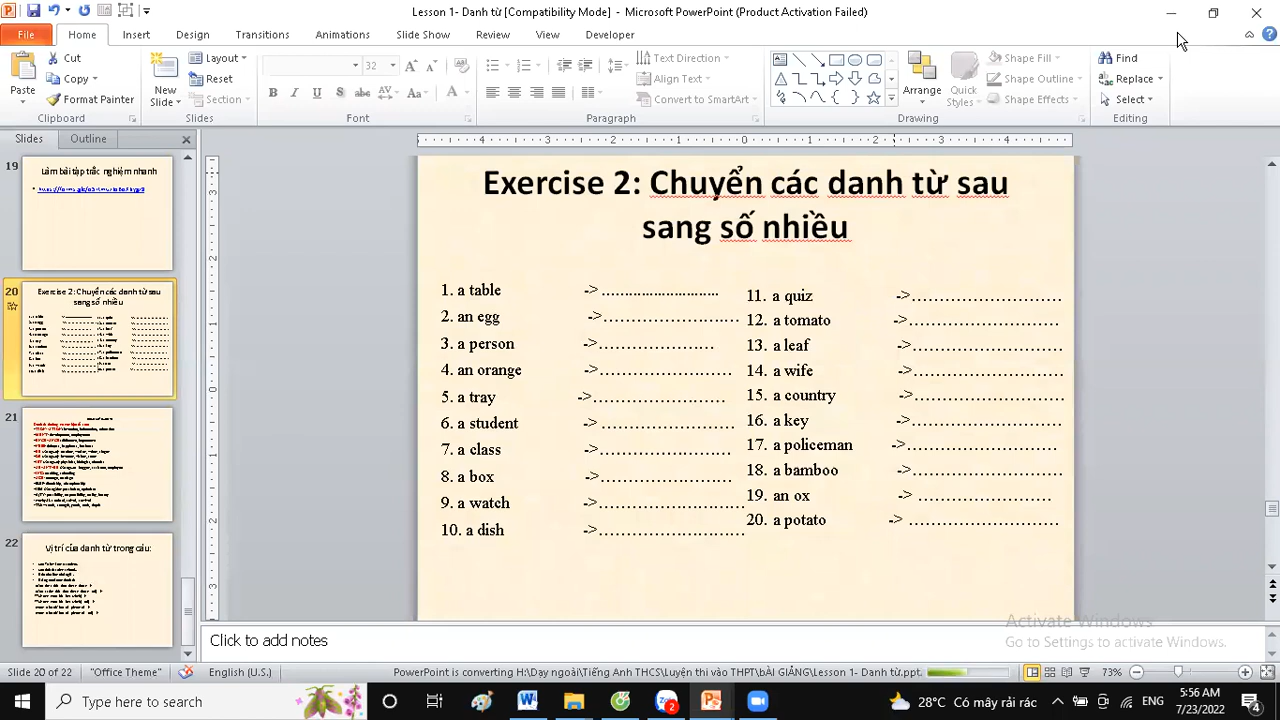 Lesson 1- Danh từ [Compatibility Mode] - Microsoft PowerPoint (Product Activation Failed)
File Home Insert Design Transitions Animations Slide Show Review View Developer
Paste Cut Copy Format Painter
New Slide Layout Reset Section
32
Text Direction Align Text Convert to SmartArt
Arrange Quick Styles Shape Fill Shape Outline Shape Effects
Find Replace Select
Clipboard Slides Font Paragraph Drawing Editing
Slides Outline
19
Làm bài tập trắc nghiệm nhanh
20
Exercise 2: Chuyển các danh từ sau
sang số nhiều
21
22
Vị trí của danh từ trong câu:
Exercise 2: Chuyển các danh từ sau
sang số nhiều
1. a table ->..........................
2. an egg ->..........................
3. a person ->.....................
4. an orange ->........................
5. a tray ->........................
6. a student ->........................
7. a class ->........................
8. a box ->........................
9. a watch ->..........................
10. a dish ->..........................
11. a quiz ->..........................
12. a tomato ->..........................
13. a leaf ->..........................
14. a wife ->..........................
15. a country ->..........................
16. a key ->..........................
17. a policeman ->..........................
18. a bamboo ->..........................
19. an ox -> .......................
20. a potato -> ..........................
Activate Windows
Go to Settings to activate Windows.
Click to add notes
Slide 20 of 22 "Office Theme" English (U.S.) PowerPoint is converting H:\Dạy ngoài\Tiếng Anh THCS\Luyện thi vào THPT\bÀI GIẢNG\Lesson 1- Danh từ.ppt. 73%
Type here to search
28°C Có mây rải rác ENG 5:56 AM
7/23/2022